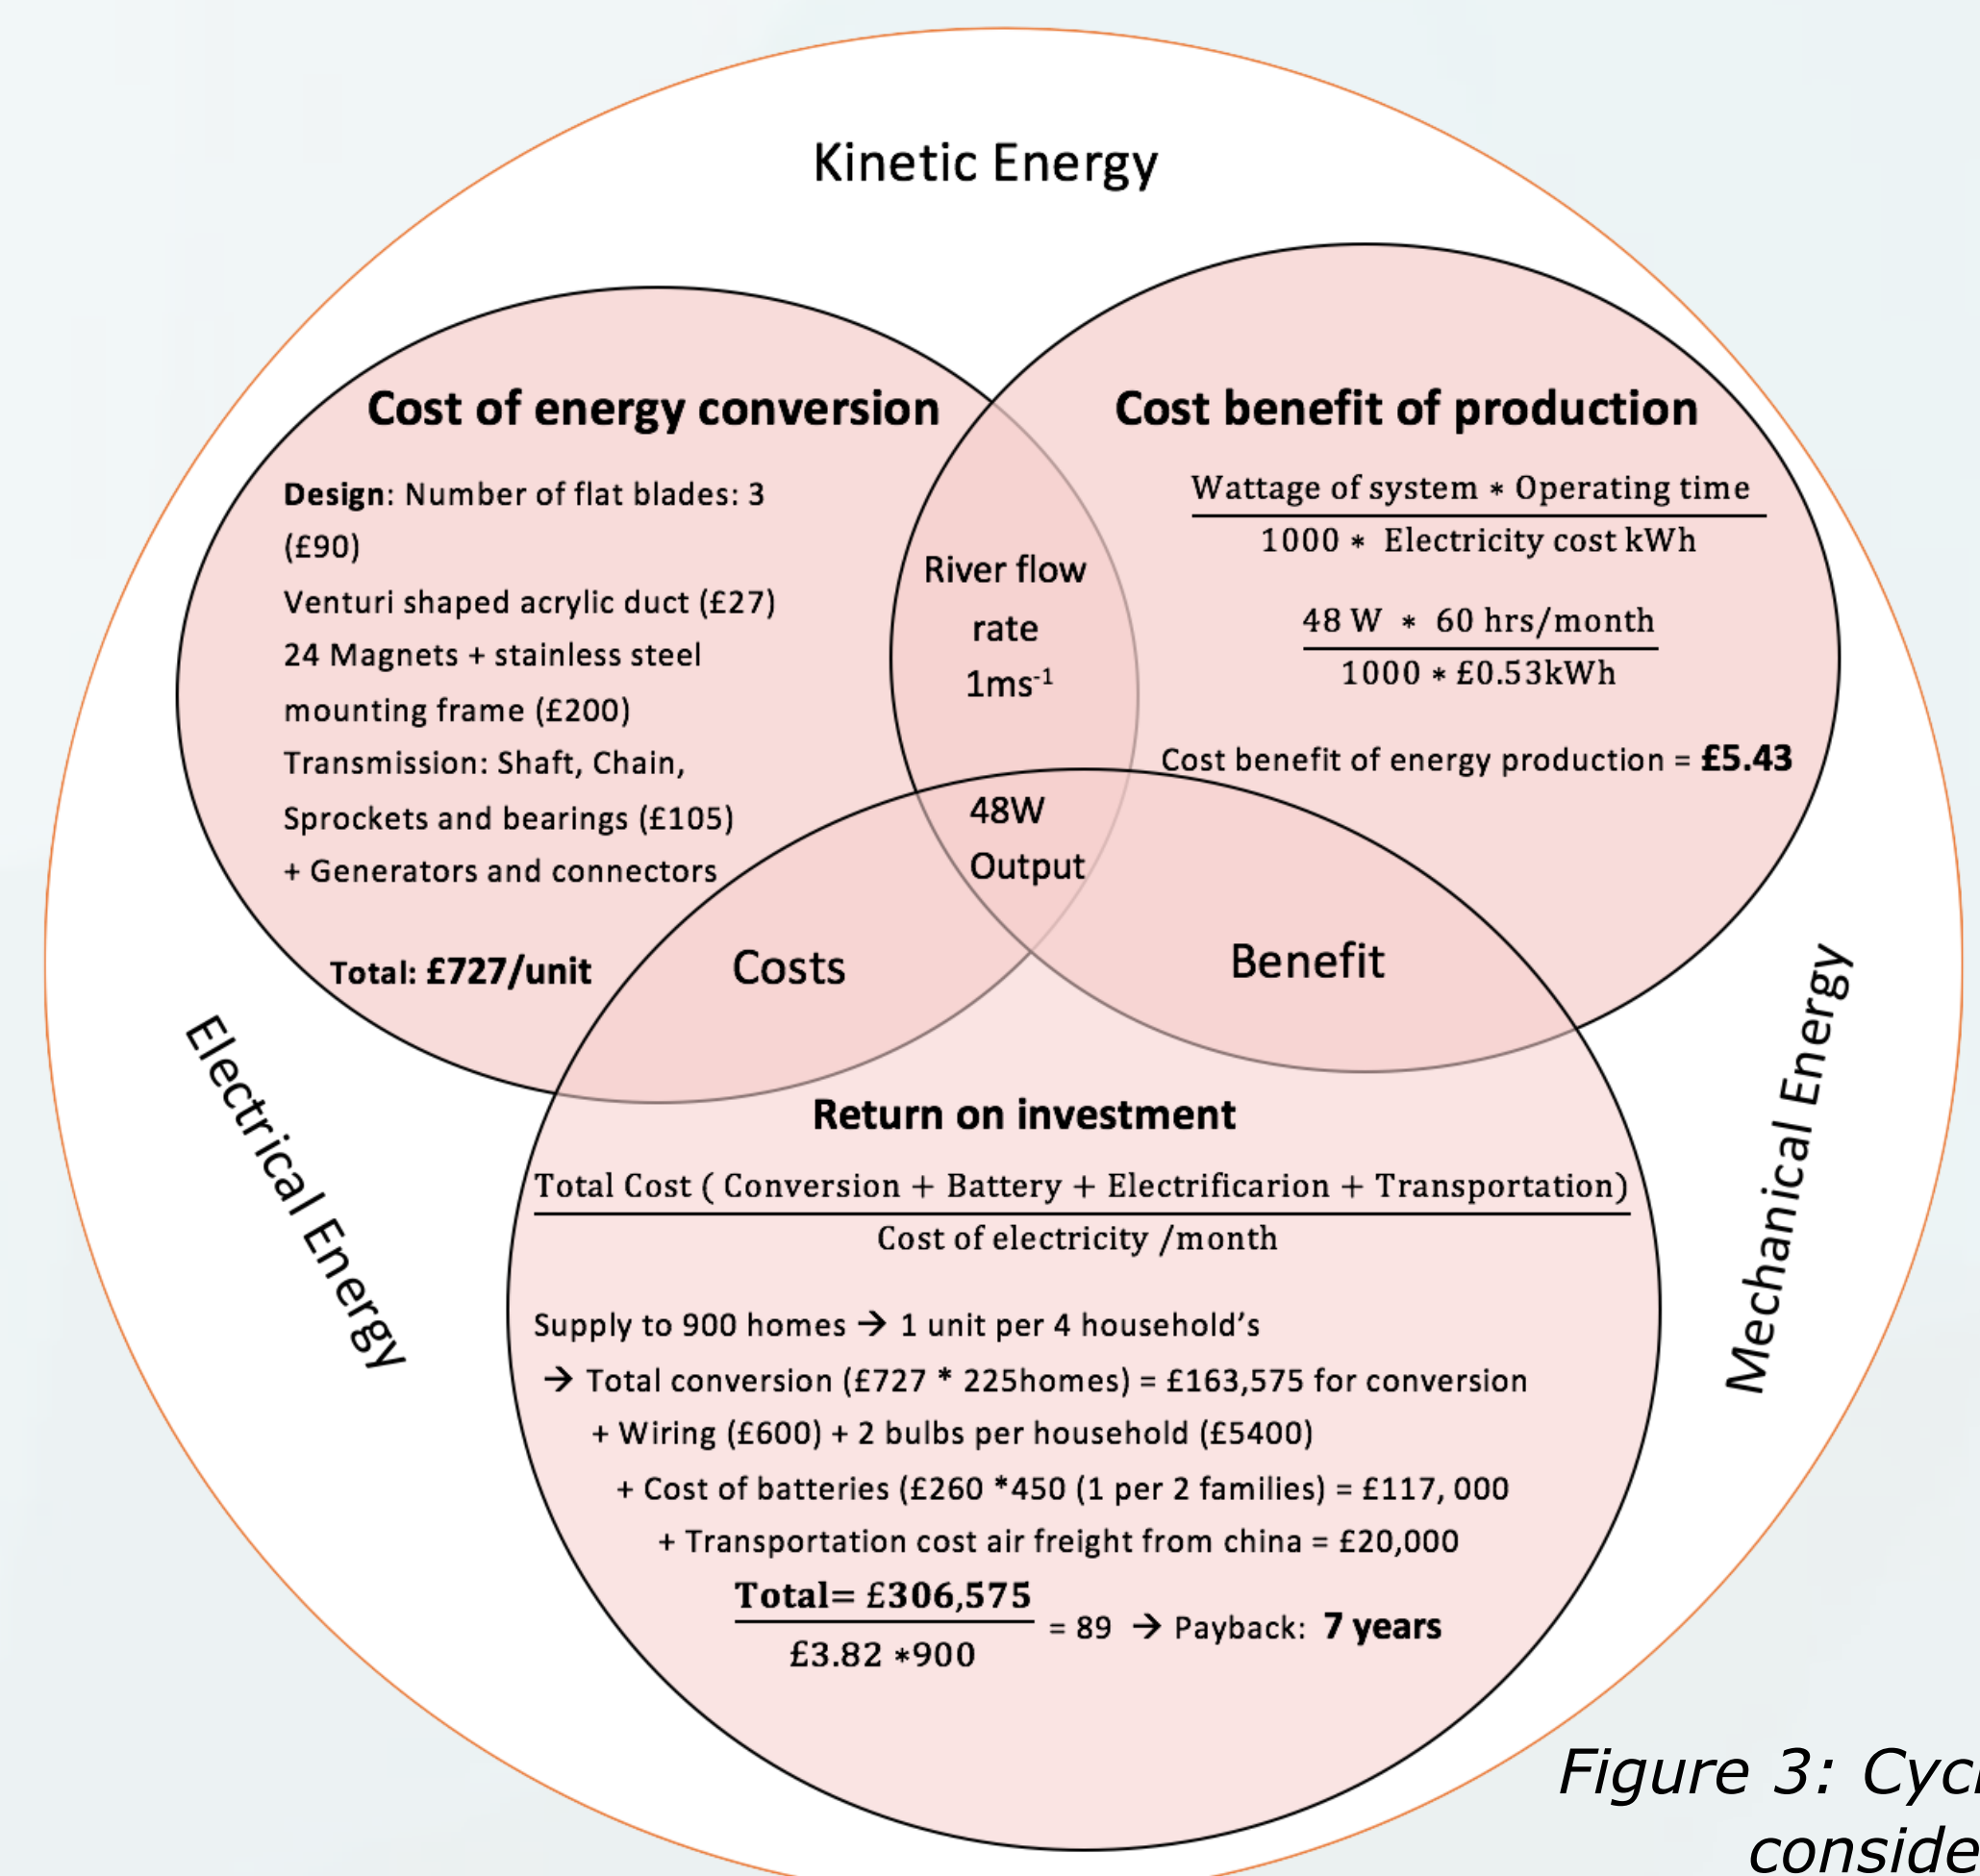 Kinetic Energy
Cost of energy conversion
Design: Number of flat blades: 3
(£90)
Venturi shaped acrylic duct (£27)
24 Magnets + stainless steel
mounting frame (£200)
Transmission: Shaft, Chain,
Sprockets and bearings (£105)
+ Generators and connectors
Total: £727/unit
River flow
rate
1ms⁻¹
Cost benefit of production
Wattage of system * Operating time
1000 * Electricity cost kWh
48 W * 60 hrs/month
1000 * £0.53kWh
Cost benefit of energy production = £5.43
48W
Output
Costs
Benefit
Electrical Energy
Mechanical Energy
Return on investment
Total Cost ( Conversion + Battery + Electrificarion + Transportation)
Cost of electricity /month
Supply to 900 homes → 1 unit per 4 household’s
→ Total conversion (£727 * 225homes) = £163,575 for conversion
+ Wiring (£600) + 2 bulbs per household (£5400)
+ Cost of batteries (£260 *450 (1 per 2 families) = £117, 000
+ Transportation cost air freight from china = £20,000
Total= £306,575
£3.82 *900
= 89 → Payback: 7 years
Figure 3: Cycl
conside